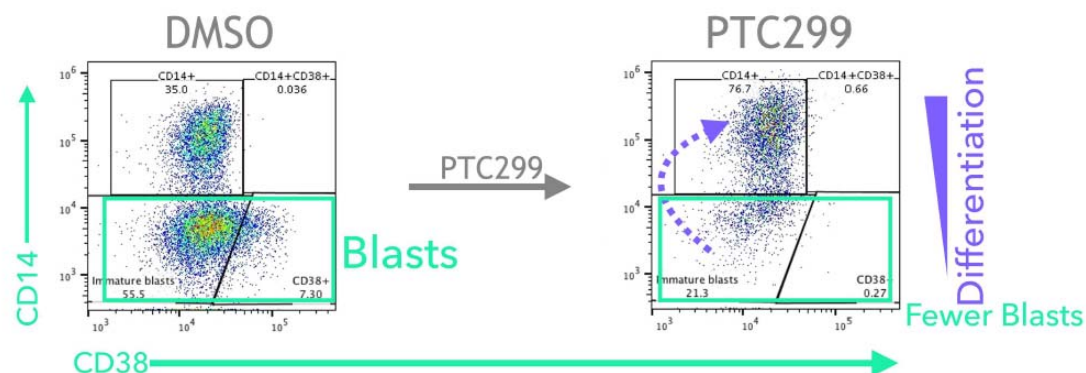 DMSO
PTC299
10⁶
CD14+
35.0
CD14+CD38+
0.036
10⁵
10⁴
10³
Immature blasts
55.5
CD38+
7.30
10³ 10⁴ 10⁵
Blasts
PTC299
10⁶
CD14+
76.7
CD14+CD38+
0.66
10⁵
10⁴
10³
Immature blasts
21.3
CD38+
0.27
10³ 10⁴ 10⁵
Differentiation
Fewer Blasts
CD14
CD38